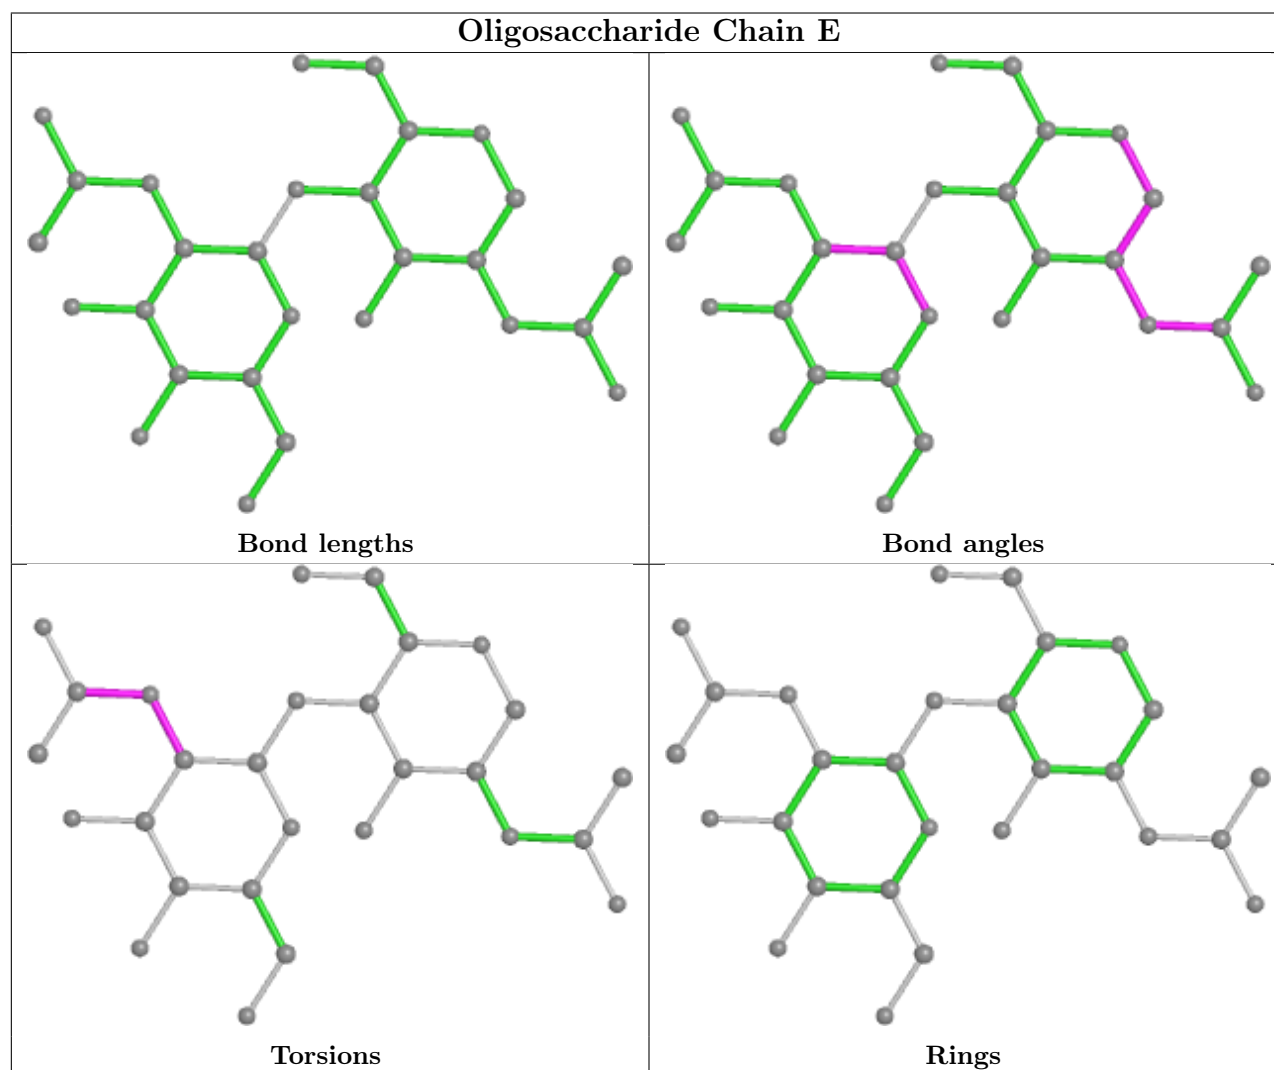 Oligosaccharide Chain E
Bond lengths
Bond angles
Torsions
Rings